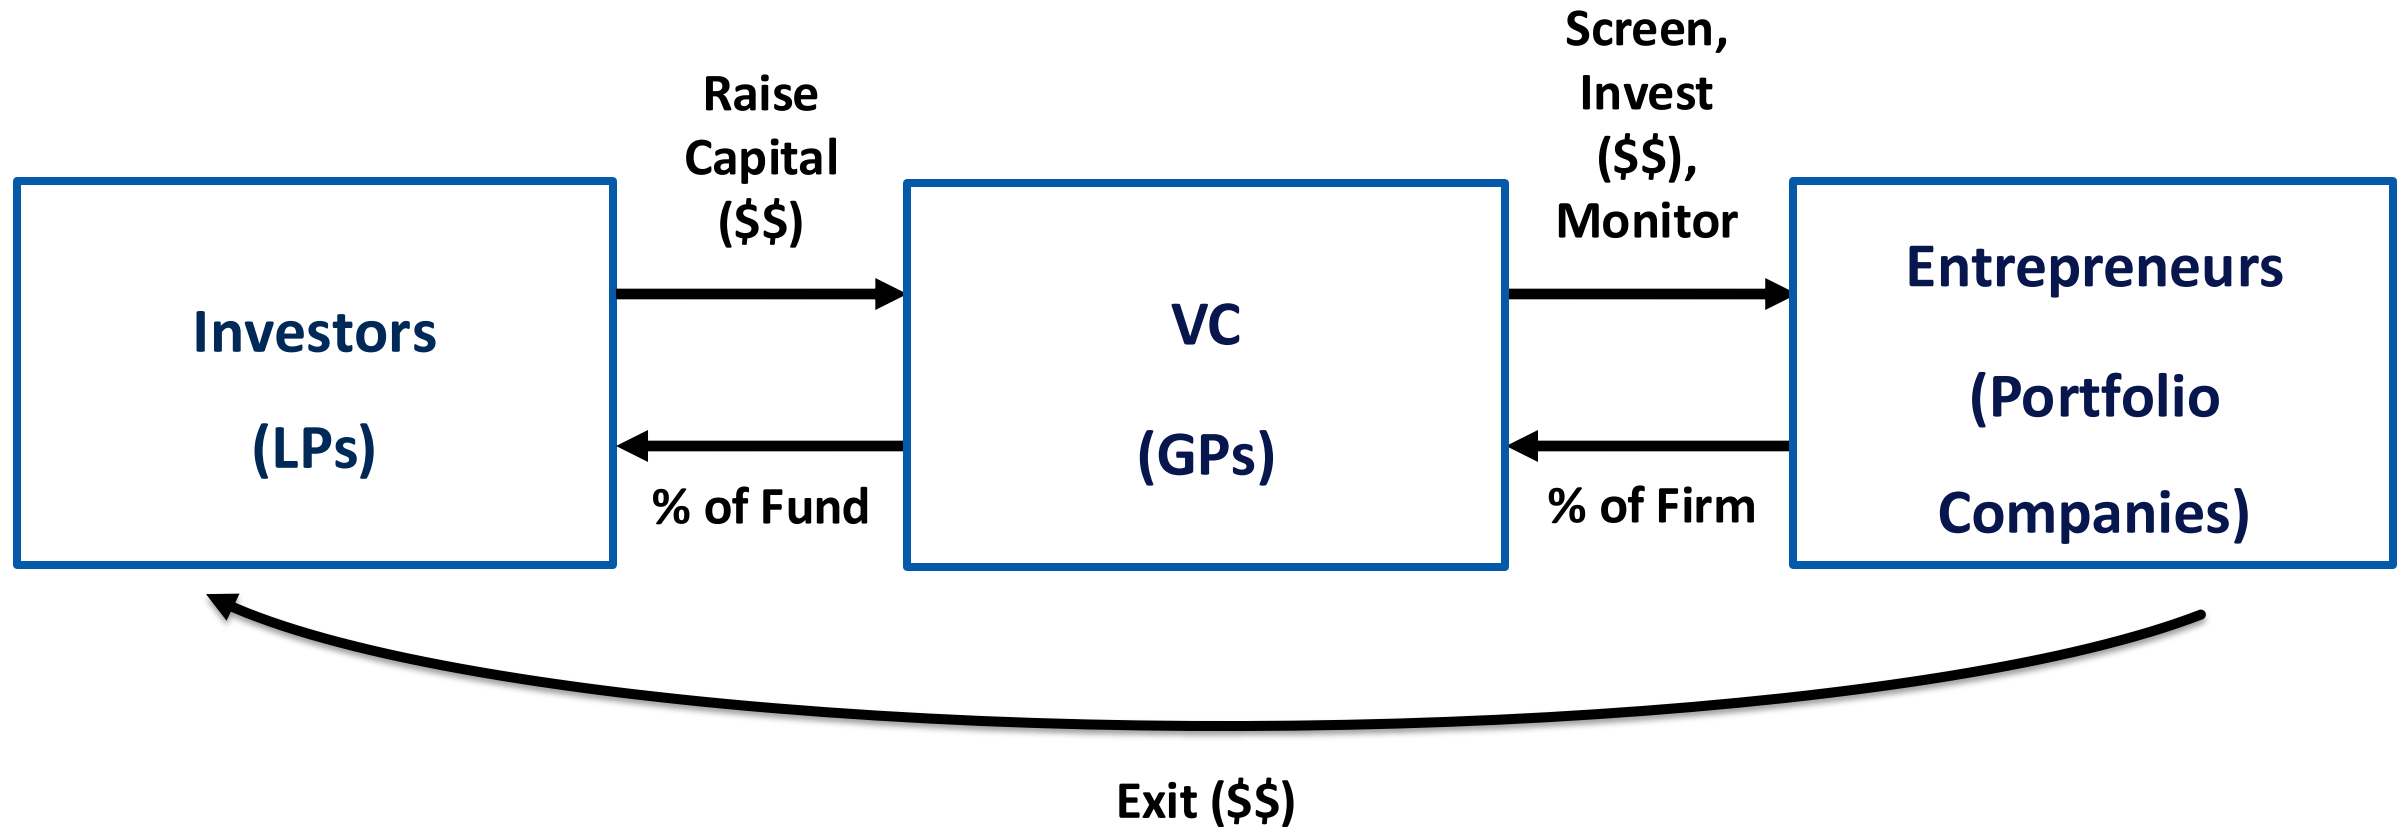 Investors
(LPs)
Raise
Capital
($$)
% of Fund
VC
(GPs)
Screen,
Invest
($$),
Monitor
% of Firm
Entrepreneurs
(Portfolio
Companies)
Exit ($$)